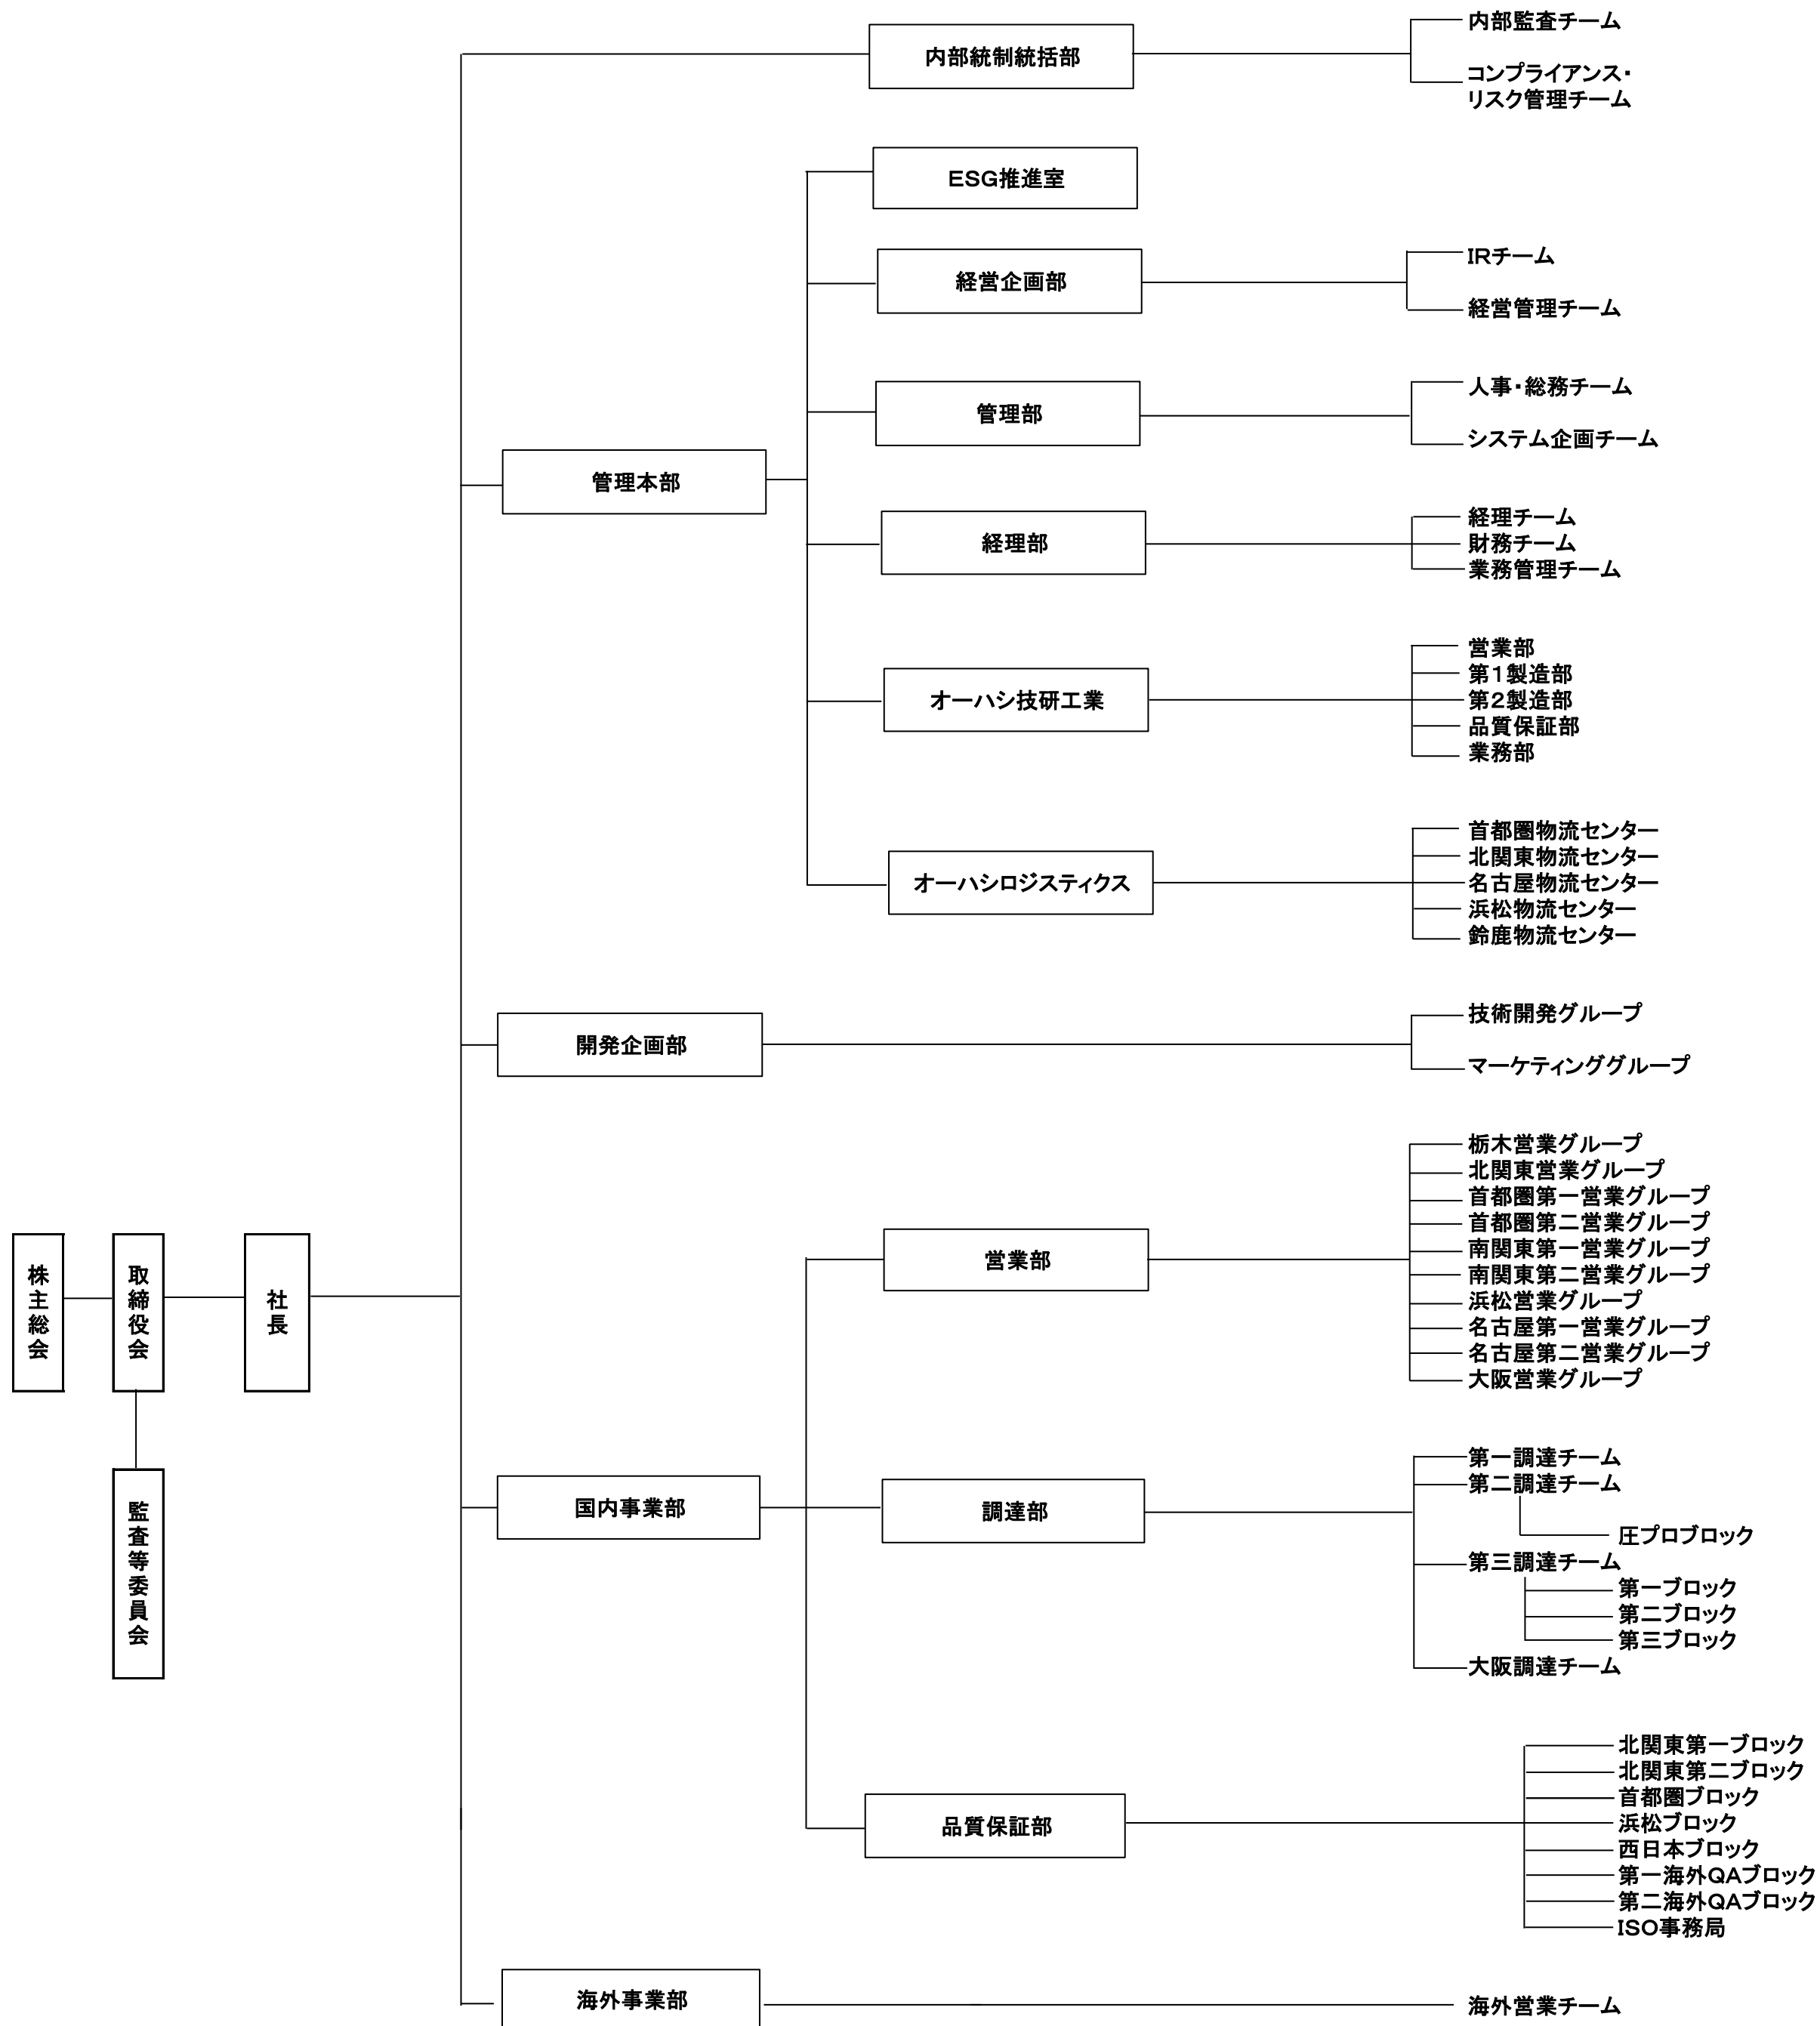 内部統制統括部
内部監査チーム
コンプライアンス・
リスク管理チーム
ESG推進室
経営企画部
IRチーム
経営管理チーム
管理部
人事・総務チーム
システム企画チーム
管理本部
経理部
経理チーム
財務チーム
業務管理チーム
オーハシ技研工業
営業部
第1製造部
第2製造部
品質保証部
業務部
オーハシロジスティクス
首都圏物流センター
北関東物流センター
名古屋物流センター
浜松物流センター
鈴鹿物流センター
開発企画部
技術開発グループ
マーケティンググループ
株主総会
取締役会
社長
監査等委員会
営業部
栃木営業グループ
北関東営業グループ
首都圏第一営業グループ
首都圏第二営業グループ
南関東第一営業グループ
南関東第二営業グループ
浜松営業グループ
名古屋第一営業グループ
名古屋第二営業グループ
大阪営業グループ
国内事業部
調達部
第一調達チーム
第二調達チーム
圧プロブロック
第三調達チーム
第一ブロック
第二ブロック
第三ブロック
大阪調達チーム
品質保証部
北関東第一ブロック
北関東第二ブロック
首都圏ブロック
浜松ブロック
西日本ブロック
第一海外QAブロック
第二海外QAブロック
ISO事務局
海外事業部
海外営業チーム